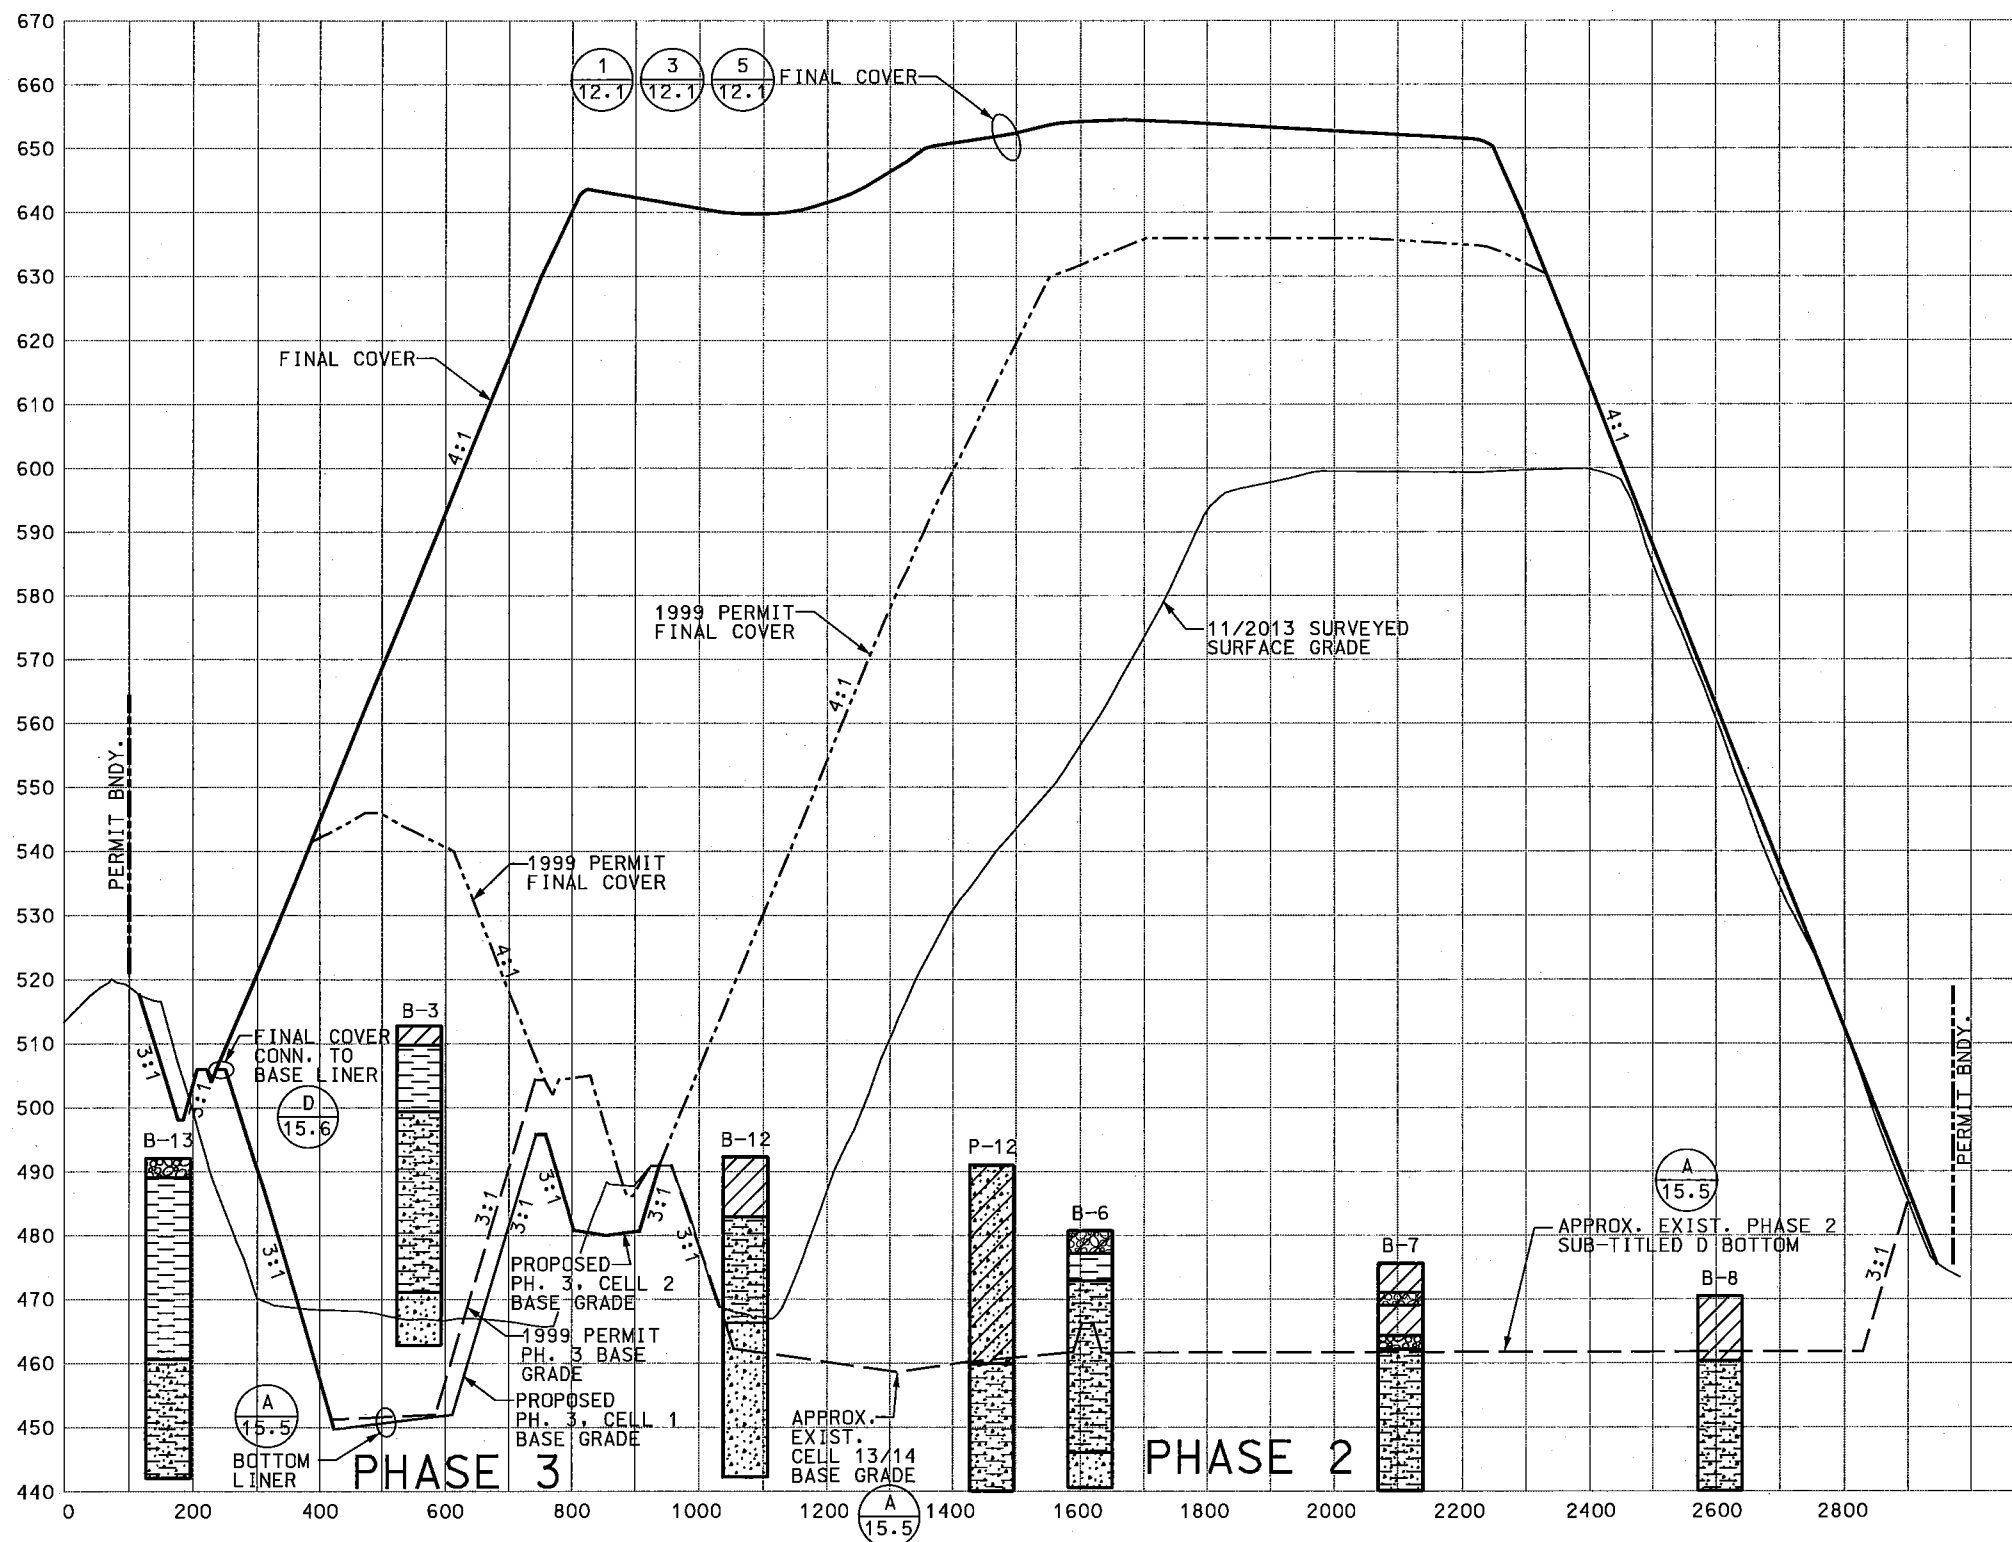 670
660
650
640
630
620
610
600
590
580
570
560
550
540
530
520
510
500
490
480
470
460
450
440
1
12.1
3
12.1
5
12.1
FINAL COVER
FINAL COVER
4:1
4:1
1999 PERMIT
FINAL COVER
4:1
11/2013 SURVEYED
SURFACE GRADE
PERMIT BNDY.
1999 PERMIT
FINAL COVER
4:1
B-3
FINAL COVER
CONN. TO
BASE LINER
3:1
3:1
D
15.6
B-13
B-12
P-12
B-6
B-7
B-8
A
15.5
PERMIT BNDY.
APPROX. EXIST. PHASE 2
SUB-TITLED D BOTTOM
3:1
3:1
3:1
3:1
3:1
3:1
3:1
PROPOSED
PH. 3, CELL 2
BASE GRADE
1999 PERMIT
PH. 3 BASE
GRADE
PROPOSED
PH. 3, CELL 1
BASE GRADE
A
15.5
BOTTOM
LINER
PHASE 3
APPROX.
EXIST.
CELL 13/14
BASE GRADE
A
15.5
PHASE 2
0
200
400
600
800
1000
1200
1400
1600
1800
2000
2200
2400
2600
2800